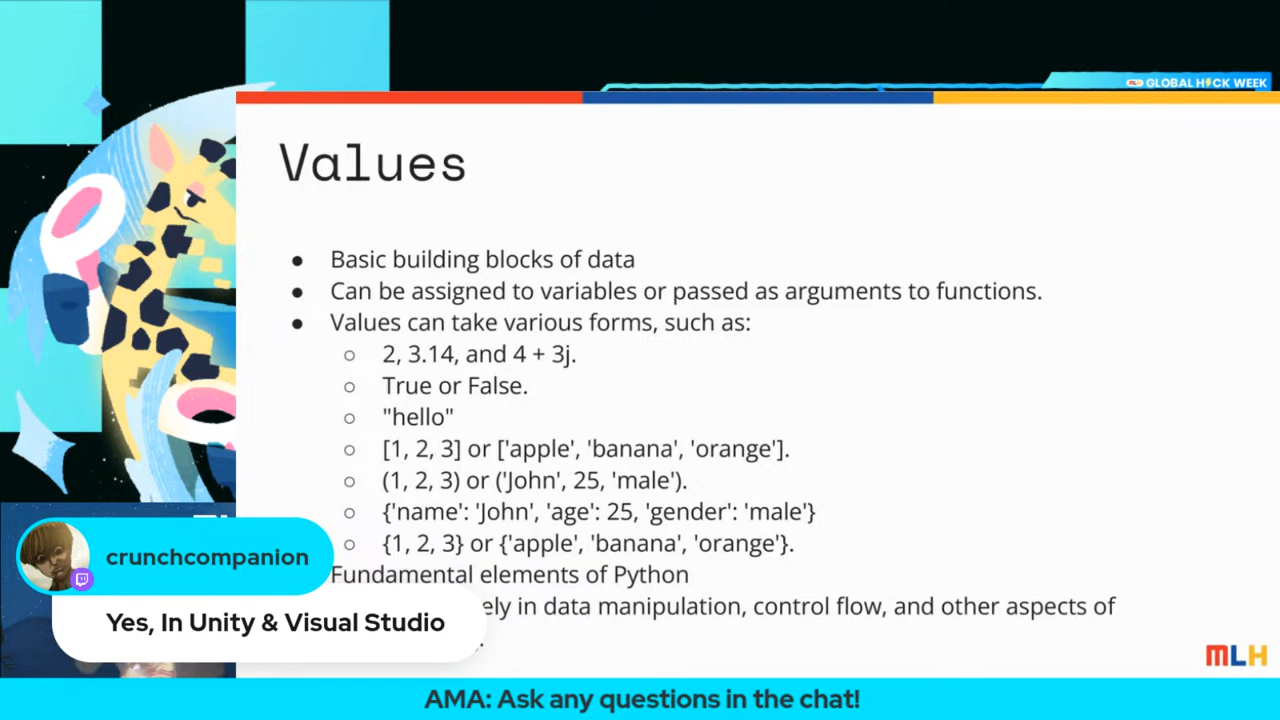 MLH GLOBAL HACK WEEK
Values
● Basic building blocks of data
● Can be assigned to variables or passed as arguments to functions.
● Values can take various forms, such as:
○ 2, 3.14, and 4 + 3j.
○ True or False.
○ "hello"
○ [1, 2, 3] or ['apple', 'banana', 'orange'].
○ (1, 2, 3) or ('John', 25, 'male').
○ {'name': 'John', 'age': 25, 'gender': 'male'}
○ {1, 2, 3} or {'apple', 'banana', 'orange'}.
Fundamental elements of Python
in data manipulation, control flow, and other aspects of
crunchcompanion
Yes, In Unity & Visual Studio
MLH
AMA: Ask any questions in the chat!